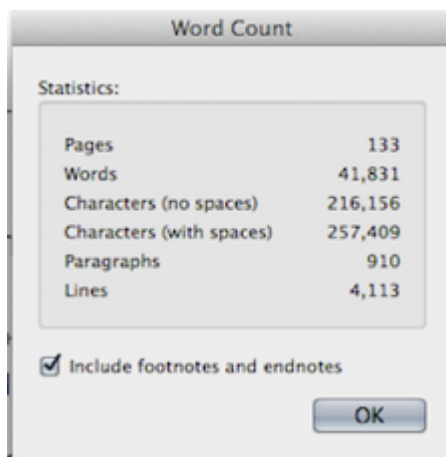 Word Count
Statistics:
Pages 133
Words 41,831
Characters (no spaces) 216,156
Characters (with spaces) 257,409
Paragraphs 910
Lines 4,113
Include footnotes and endnotes
OK